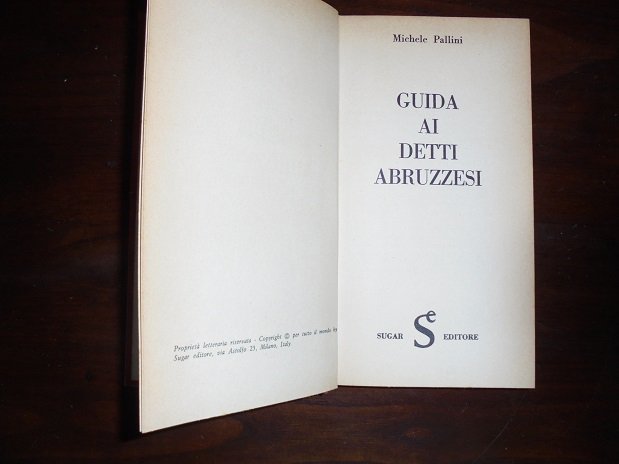 Proprietà letteraria riservata - Copyright © per tutto il mondo by
Sugar editore, via Astolfo 25, Milano, Italy.
Michele Pallini
GUIDA
AI
DETTI
ABRUZZESI
SUGAR Se EDITORE